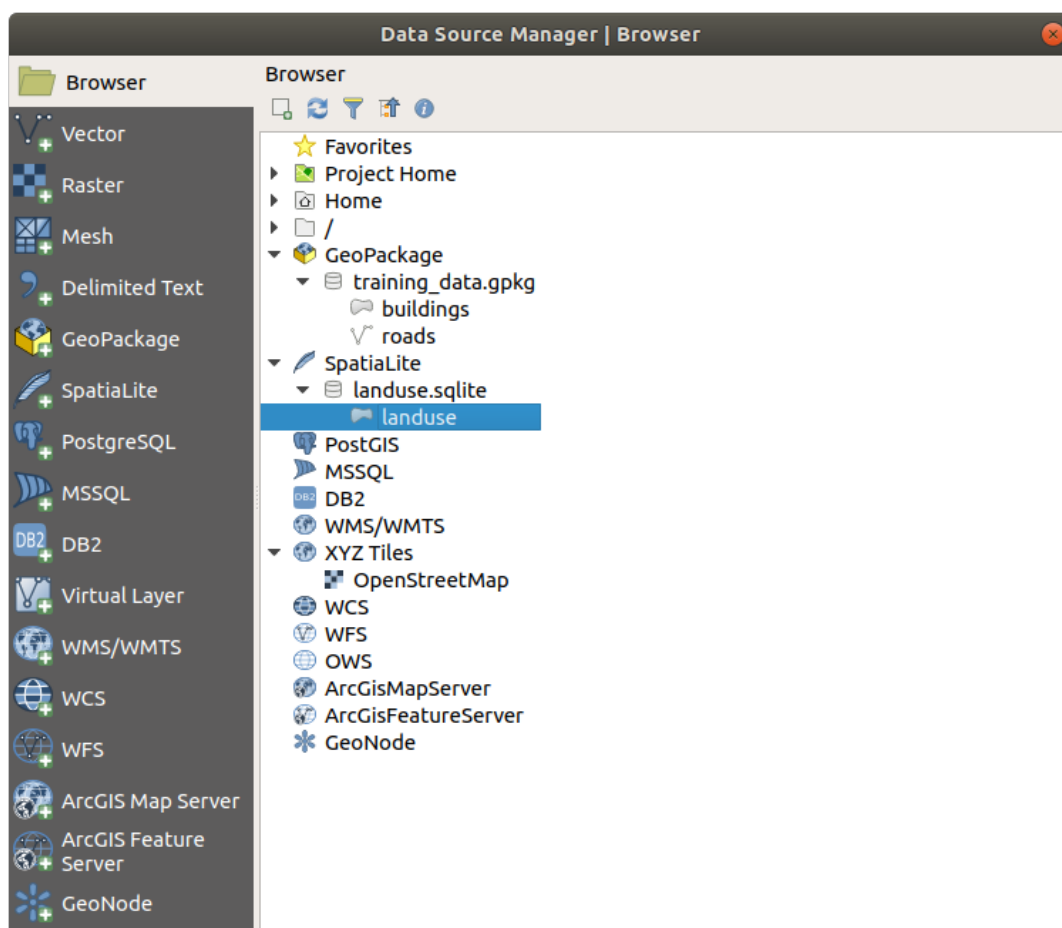 Data Source Manager | Browser
Browser
Vector
Raster
Mesh
Delimited Text
GeoPackage
SpatiaLite
PostgreSQL
MSSQL
DB2
DB2
Virtual Layer
WMS/WMTS
WCS
WFS
ArcGIS Map Server
ArcGIS Feature
Server
GeoNode
Browser
Favorites
Project Home
Home
/
GeoPackage
training_data.gpkg
buildings
roads
SpatiaLite
landuse.sqlite
landuse
PostGIS
MSSQL
DB2 DB2
WMS/WMTS
XYZ Tiles
OpenStreetMap
WCS
WFS
OWS
ArcGisMapServer
ArcGisFeatureServer
GeoNode